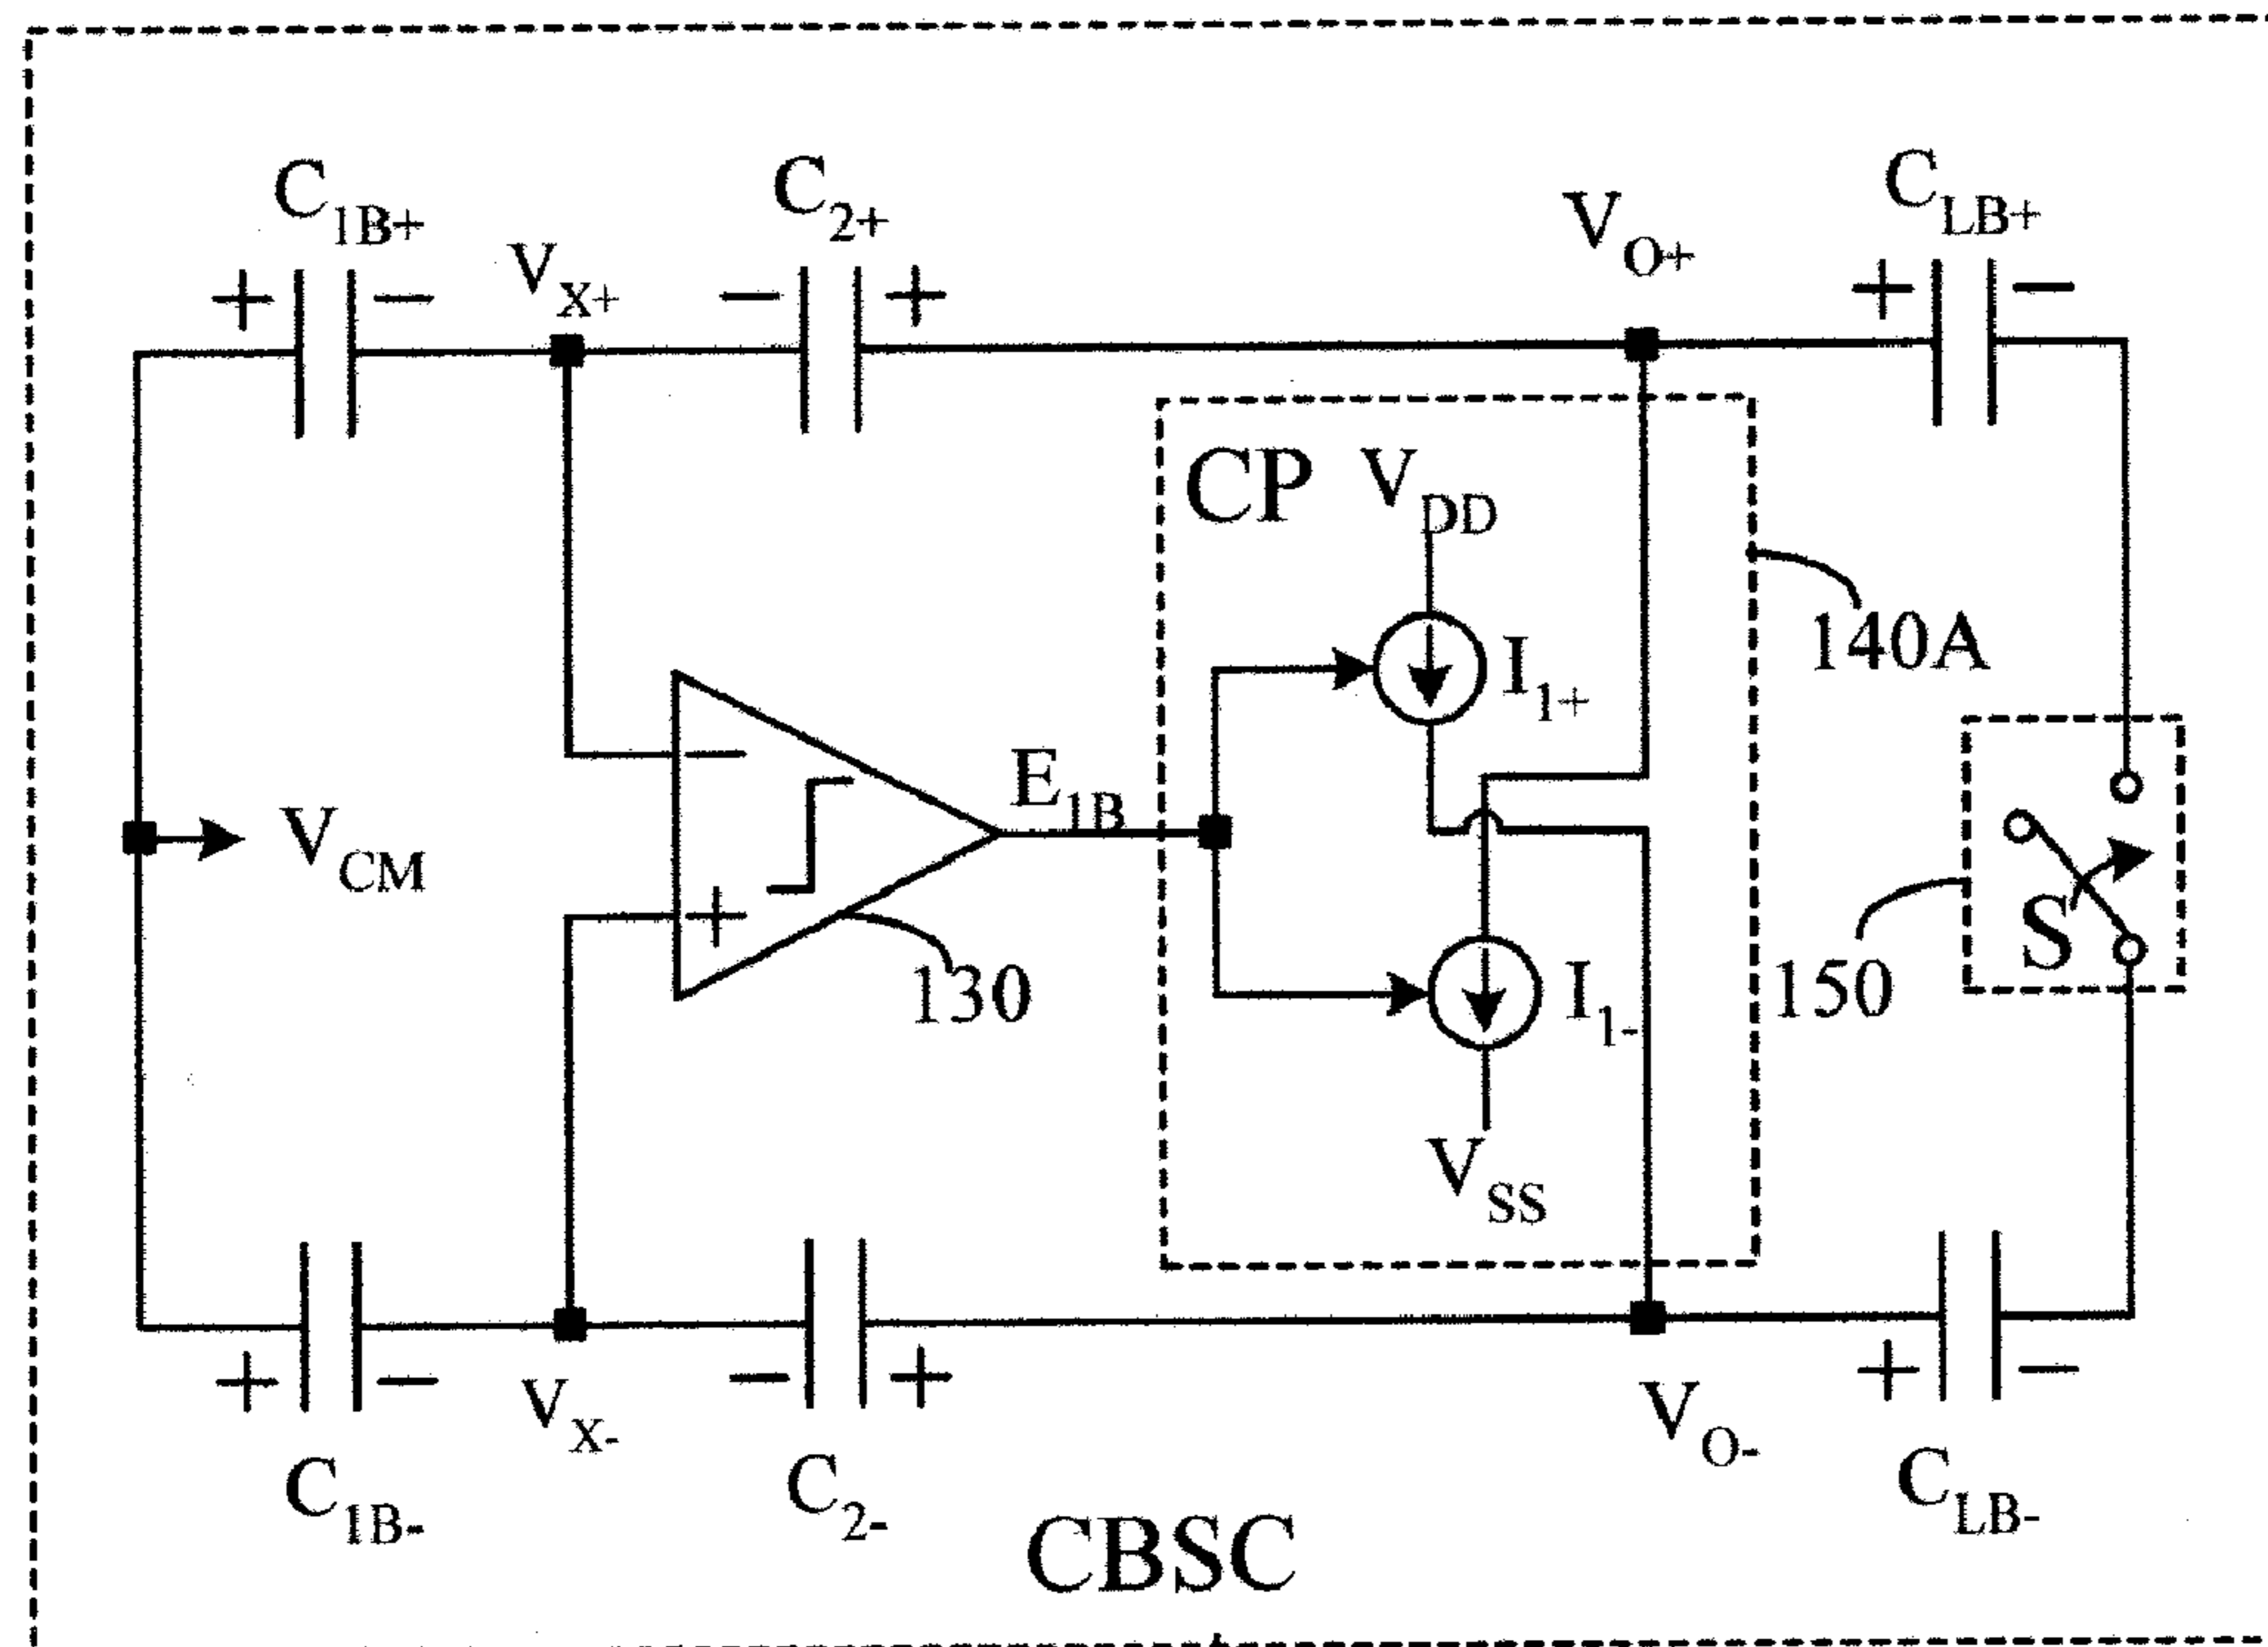 C1B+
C2+
VO+
CLB+
+
−
VX+
−
+
+
−
CP
VDD
140A
I1+
−
E1B
VCM
+
S
130
I1-
150
VSS
+
−
VX-
−
+
VO-
+
−
C1B-
C2-
CLB-
CBSC